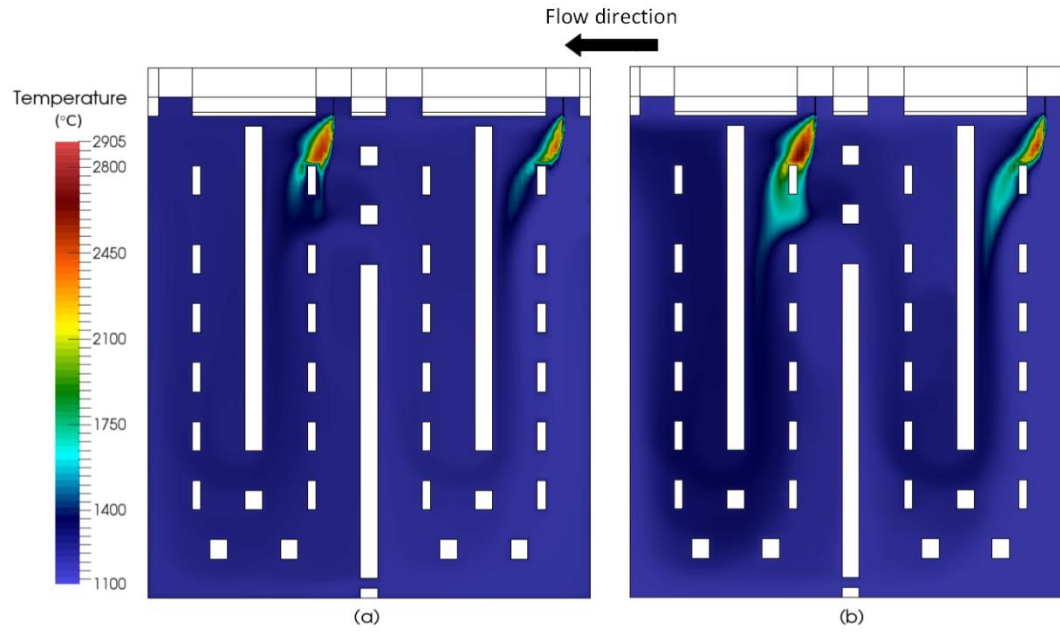 Flow direction
Temperature
(°C)
2905
2800
2450
2100
1750
1400
1100
(a)
(b)